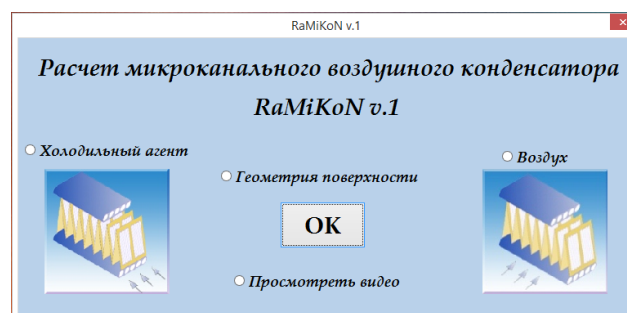 RaMiKoN v.1
Расчет микроканального воздушного конденсатора
RaMiKoN v.1
Холодильный агент
Воздух
Геометрия поверхности
OK
Просмотреть видео